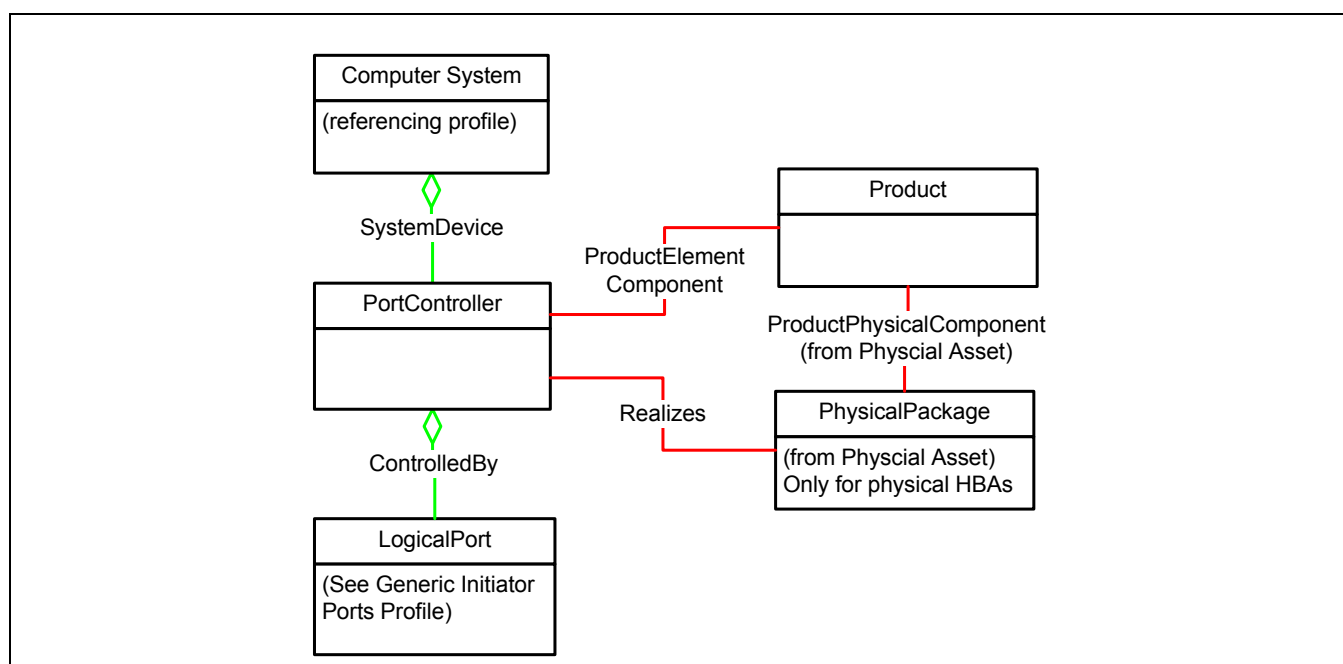 Computer System
(referencing profile)
SystemDevice
PortController
ControlledBy
LogicalPort
(See Generic Initiator
Ports Profile)
ProductElement
Component
Realizes
Product
ProductPhysicalComponent
(from Physcial Asset)
PhysicalPackage
(from Physcial Asset)
Only for physical HBAs